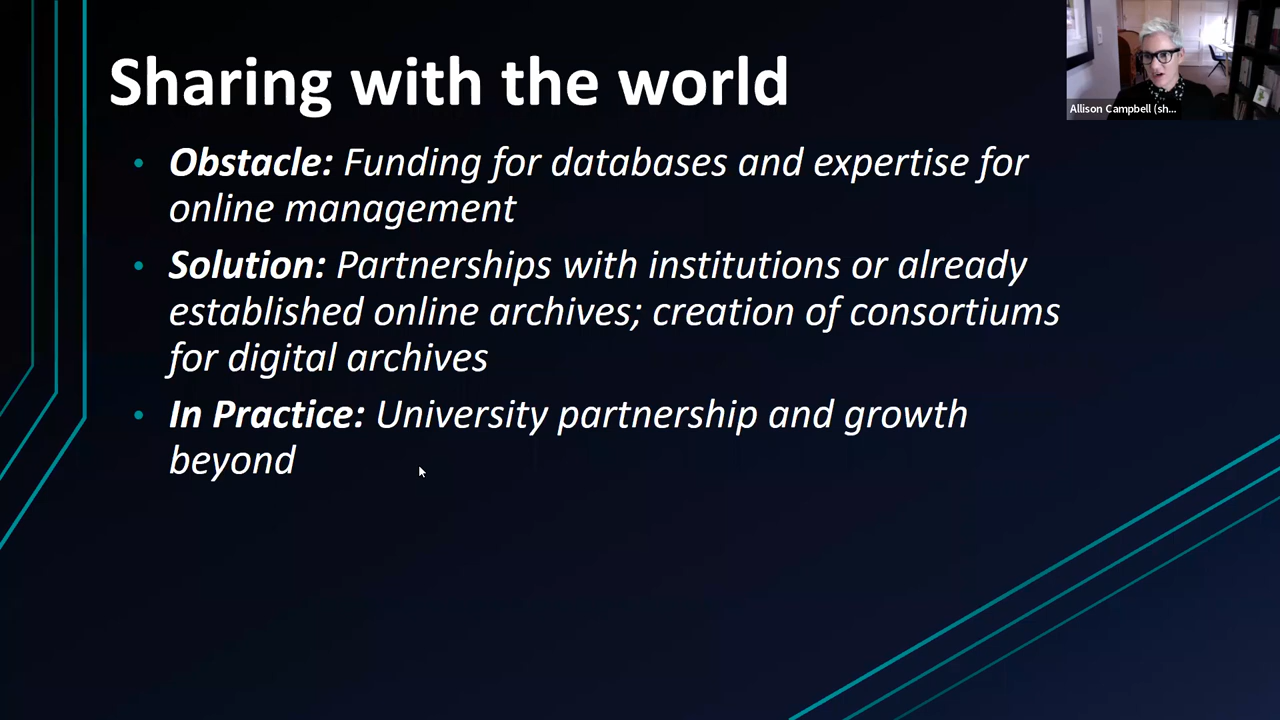 Sharing with the world
Allison Campbell (sh...
• Obstacle: Funding for databases and expertise for
online management
• Solution: Partnerships with institutions or already
established online archives; creation of consortiums
for digital archives
• In Practice: University partnership and growth
beyond